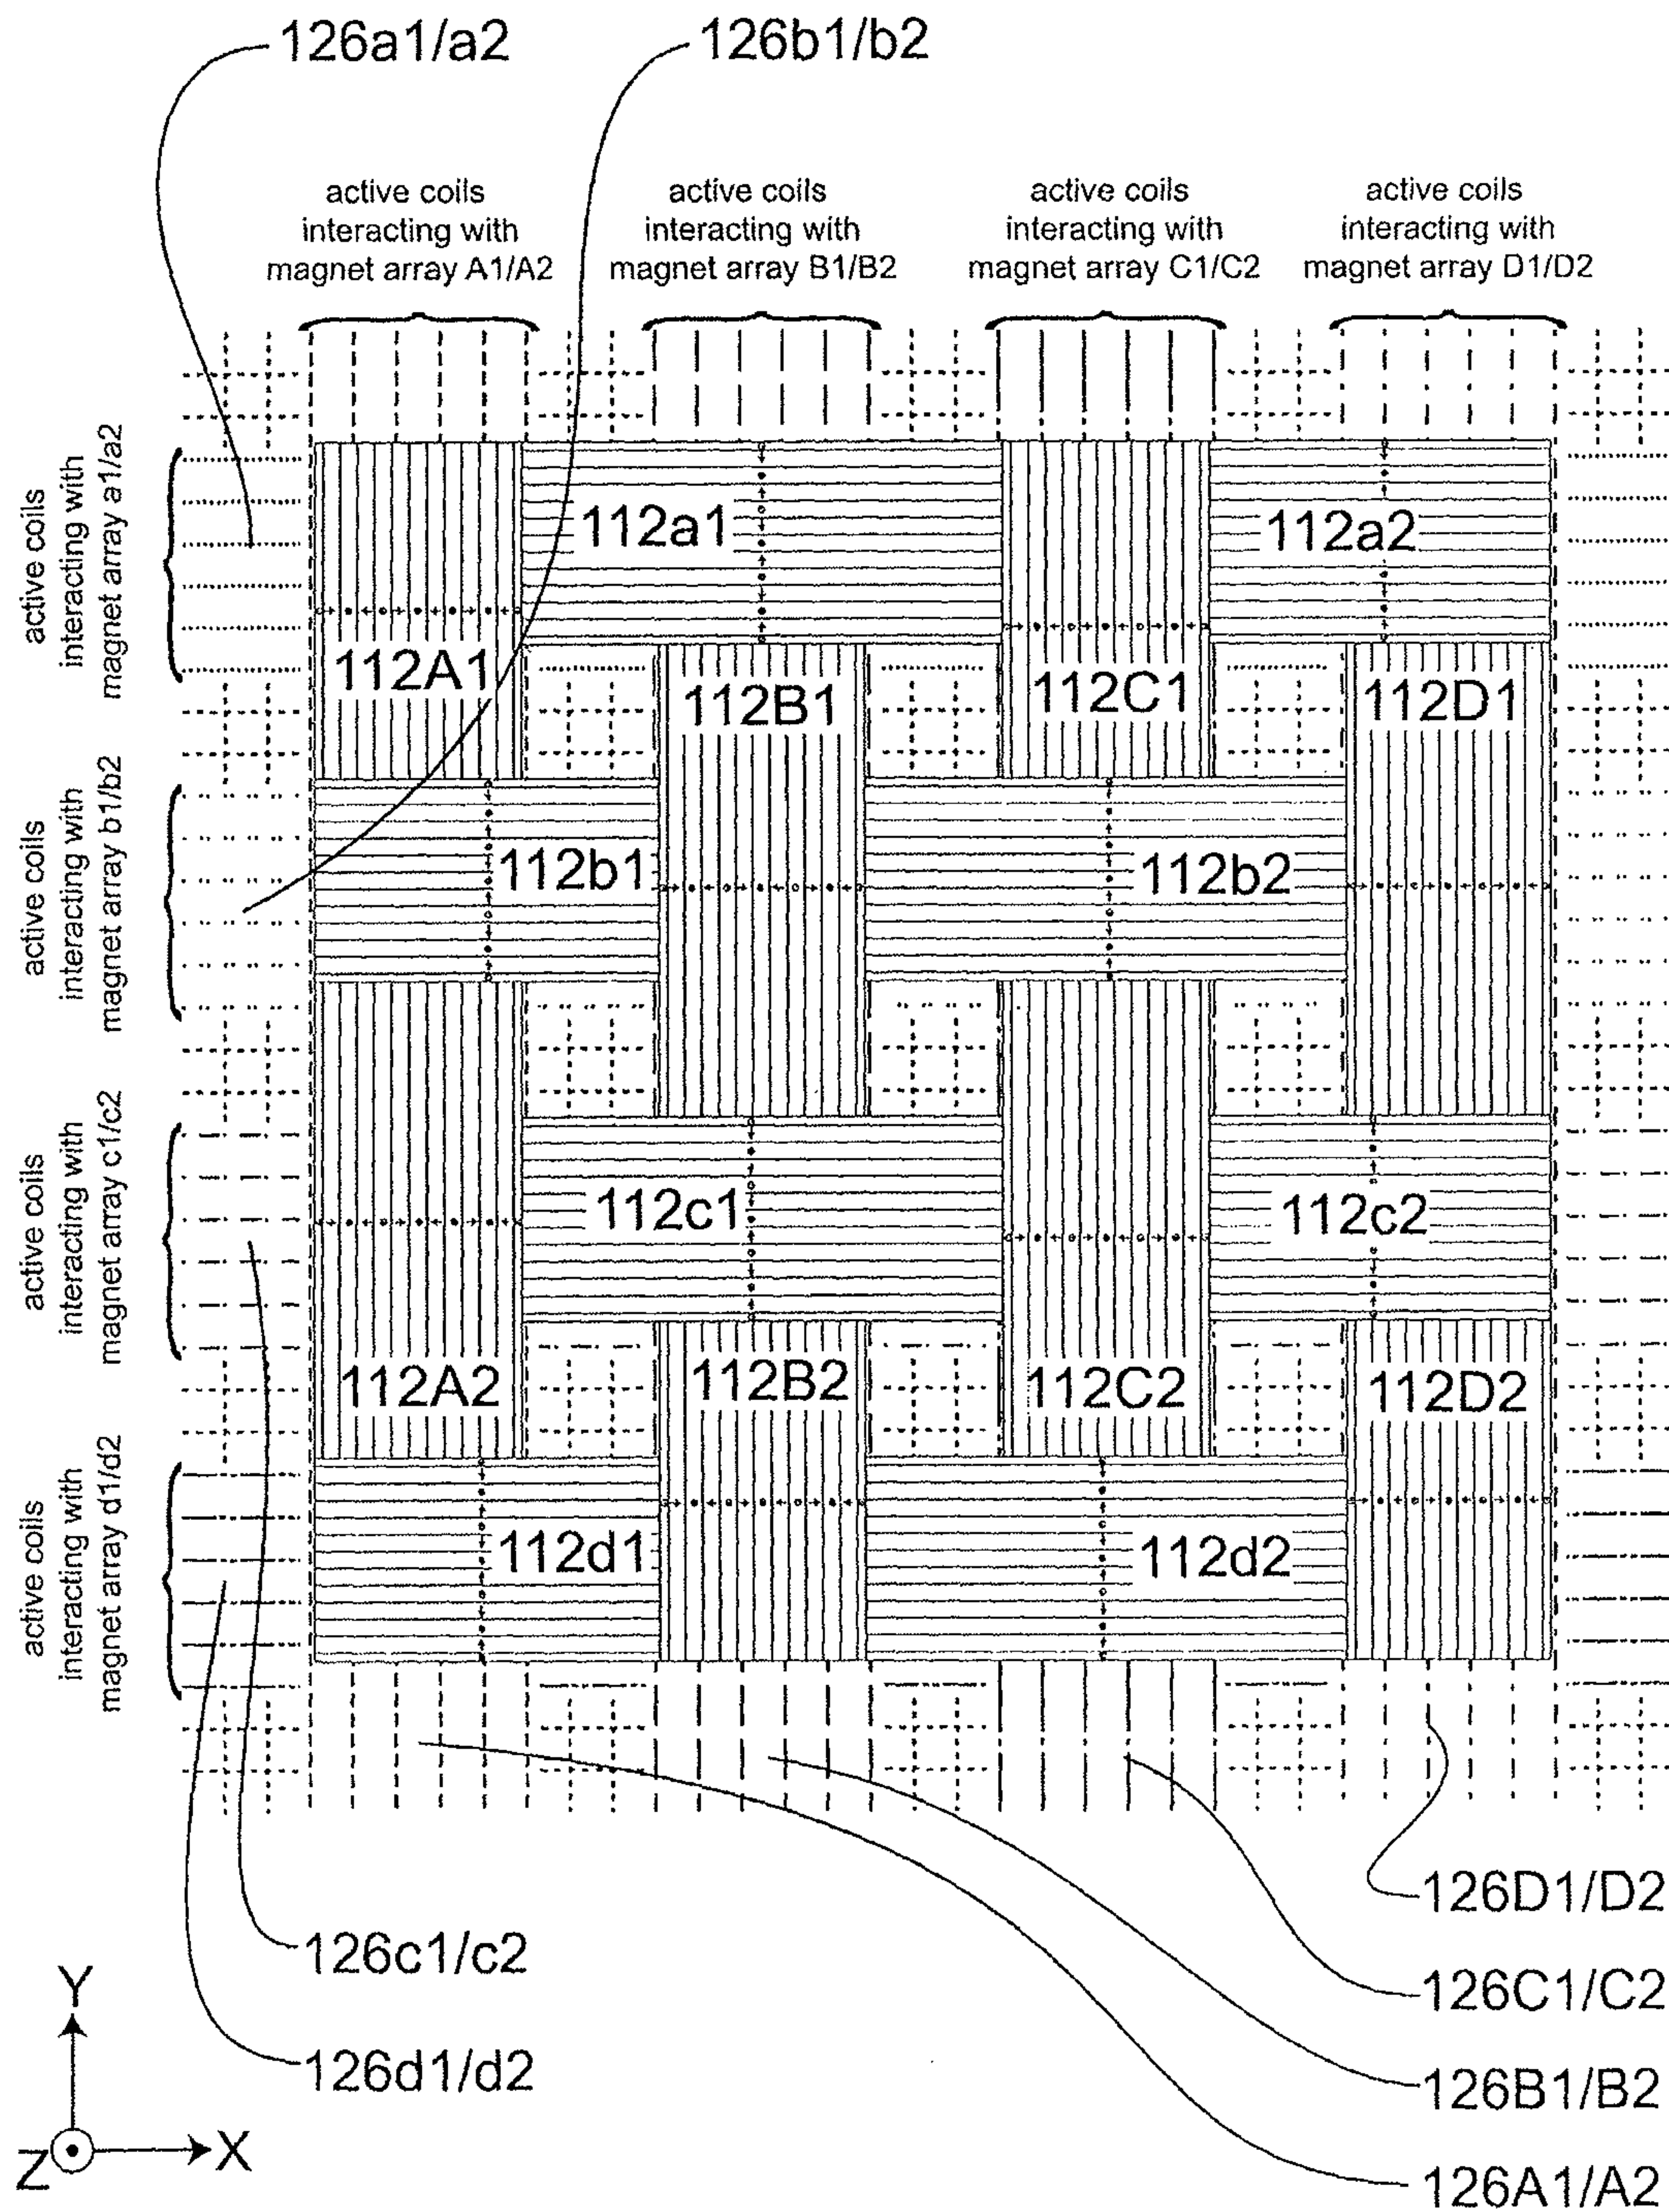 126a1/a2
126b1/b2
active coils
interacting with
magnet array A1/A2
active coils
interacting with
magnet array B1/B2
active coils
interacting with
magnet array C1/C2
active coils
interacting with
magnet array D1/D2
active coils
interacting with
magnet array a1/a2
112a1
112a2
112A1
112B1
112C1
112D1
active coils
interacting with
magnet array b1/b2
112b1
112b2
active coils
interacting with
magnet array c1/c2
112c1
112c2
112A2
112B2
112C2
112D2
active coils
interacting with
magnet array d1/d2
112d1
112d2
126D1/D2
126c1/c2
126C1/C2
126d1/d2
126B1/B2
126A1/A2
Y
Z
X